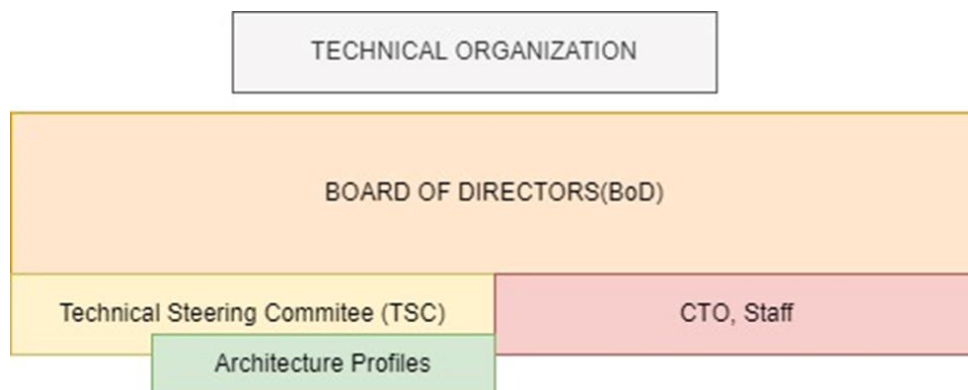 TECHNICAL ORGANIZATION
BOARD OF DIRECTORS(BoD)
Technical Steering Commitee (TSC)
CTO, Staff
Architecture Profiles